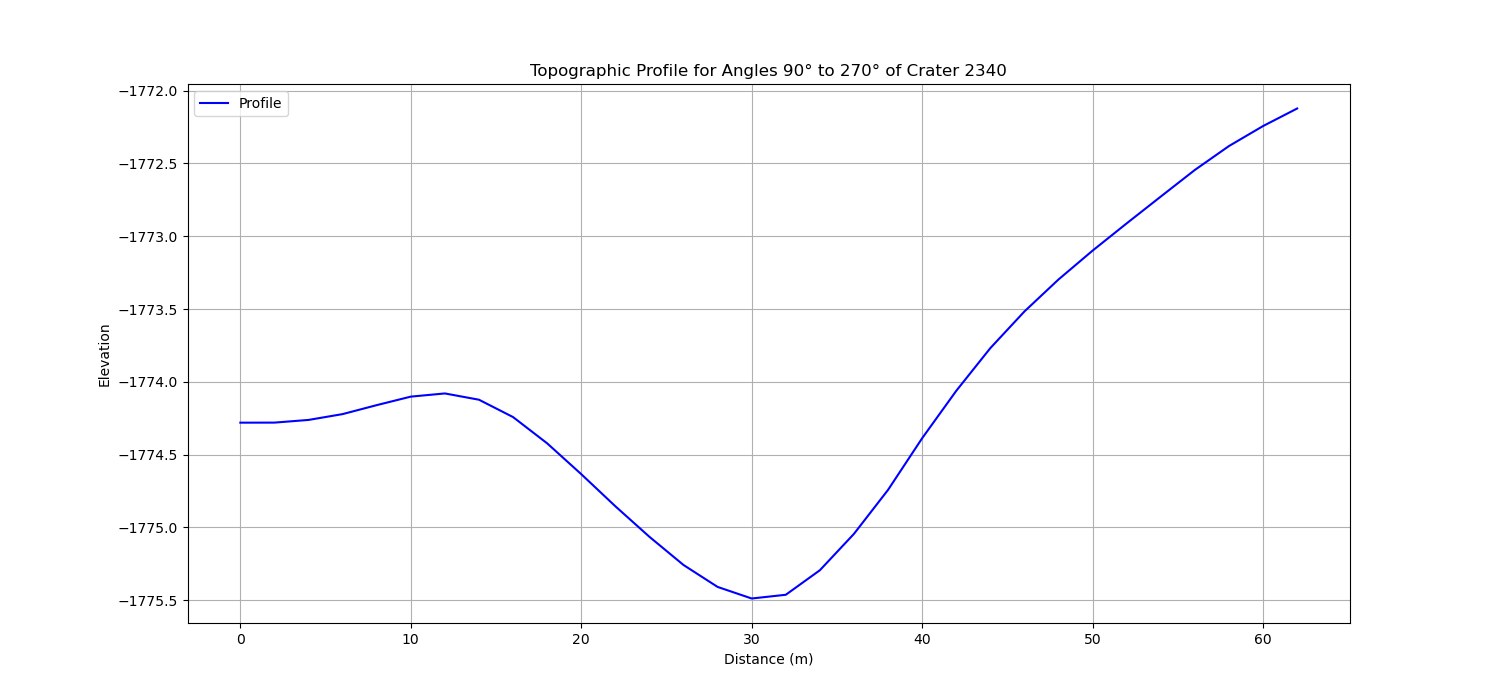 Topographic Profile for Angles 90° to 270° of Crater 2340
Profile
−1772.0
−1772.5
−1773.0
−1773.5
−1774.0
−1774.5
−1775.0
−1775.5
Elevation
0 10 20 30 40 50 60
Distance (m)